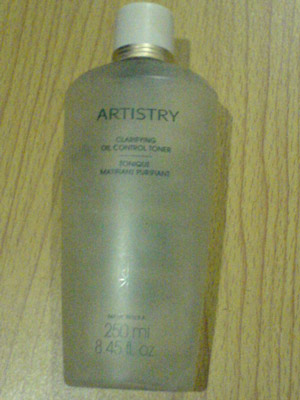 ARTISTRY
CLARIFYING
OIL CONTROL TONER
TONIQUE
MATIFIANT PURIFIANT
250 ml
8.45 fl. oz.